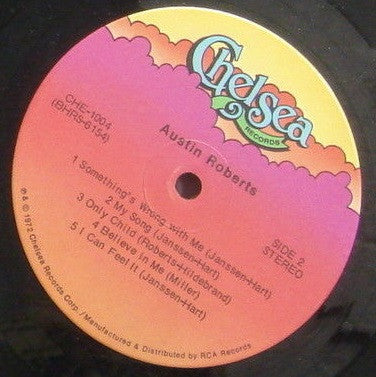 Chelsea
RECORDS
CHE-1004
(BHRS-6154)
Austin Roberts
SIDE 2
STEREO
1 Something's Wrong with Me (Janssen-Hart)
2 My Song (Janssen-Hart)
3 Only Child (Roberts-Hildebrand)
4 Believe in Me (Miller)
5 I Can Feel It (Janssen-Hart)
℗ & © 1972 Chelsea Records Corp. / Manufactured & Distributed by RCA Records